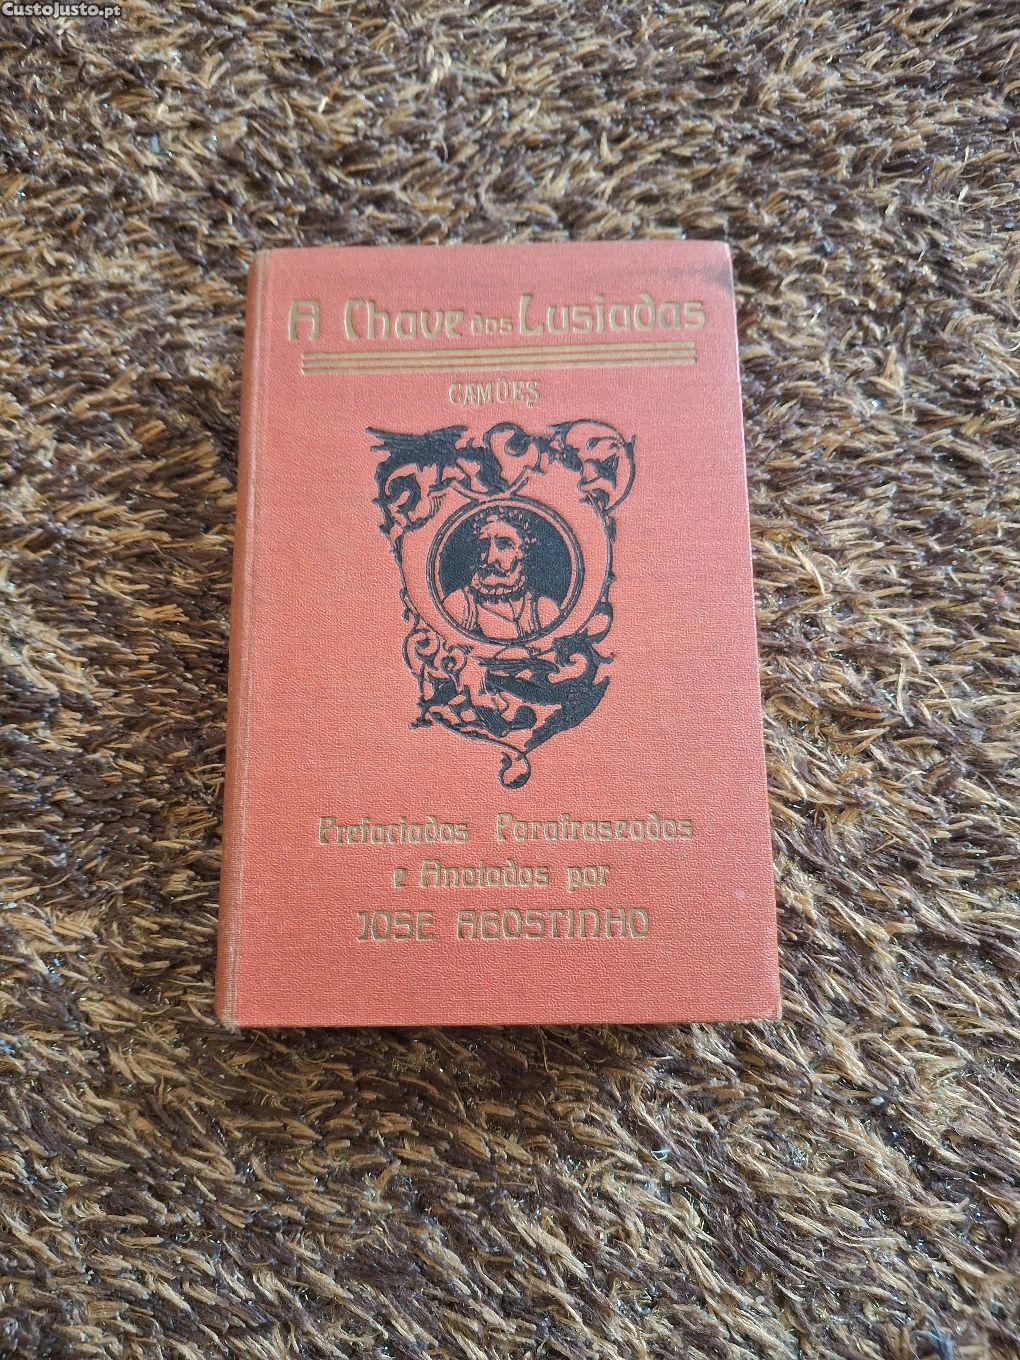 CustoJusto.pt
A Chave dos Lusiadas
CAMÕES
Prefaciados Parafraseados
e Anotados por
JOSE AGOSTINHO